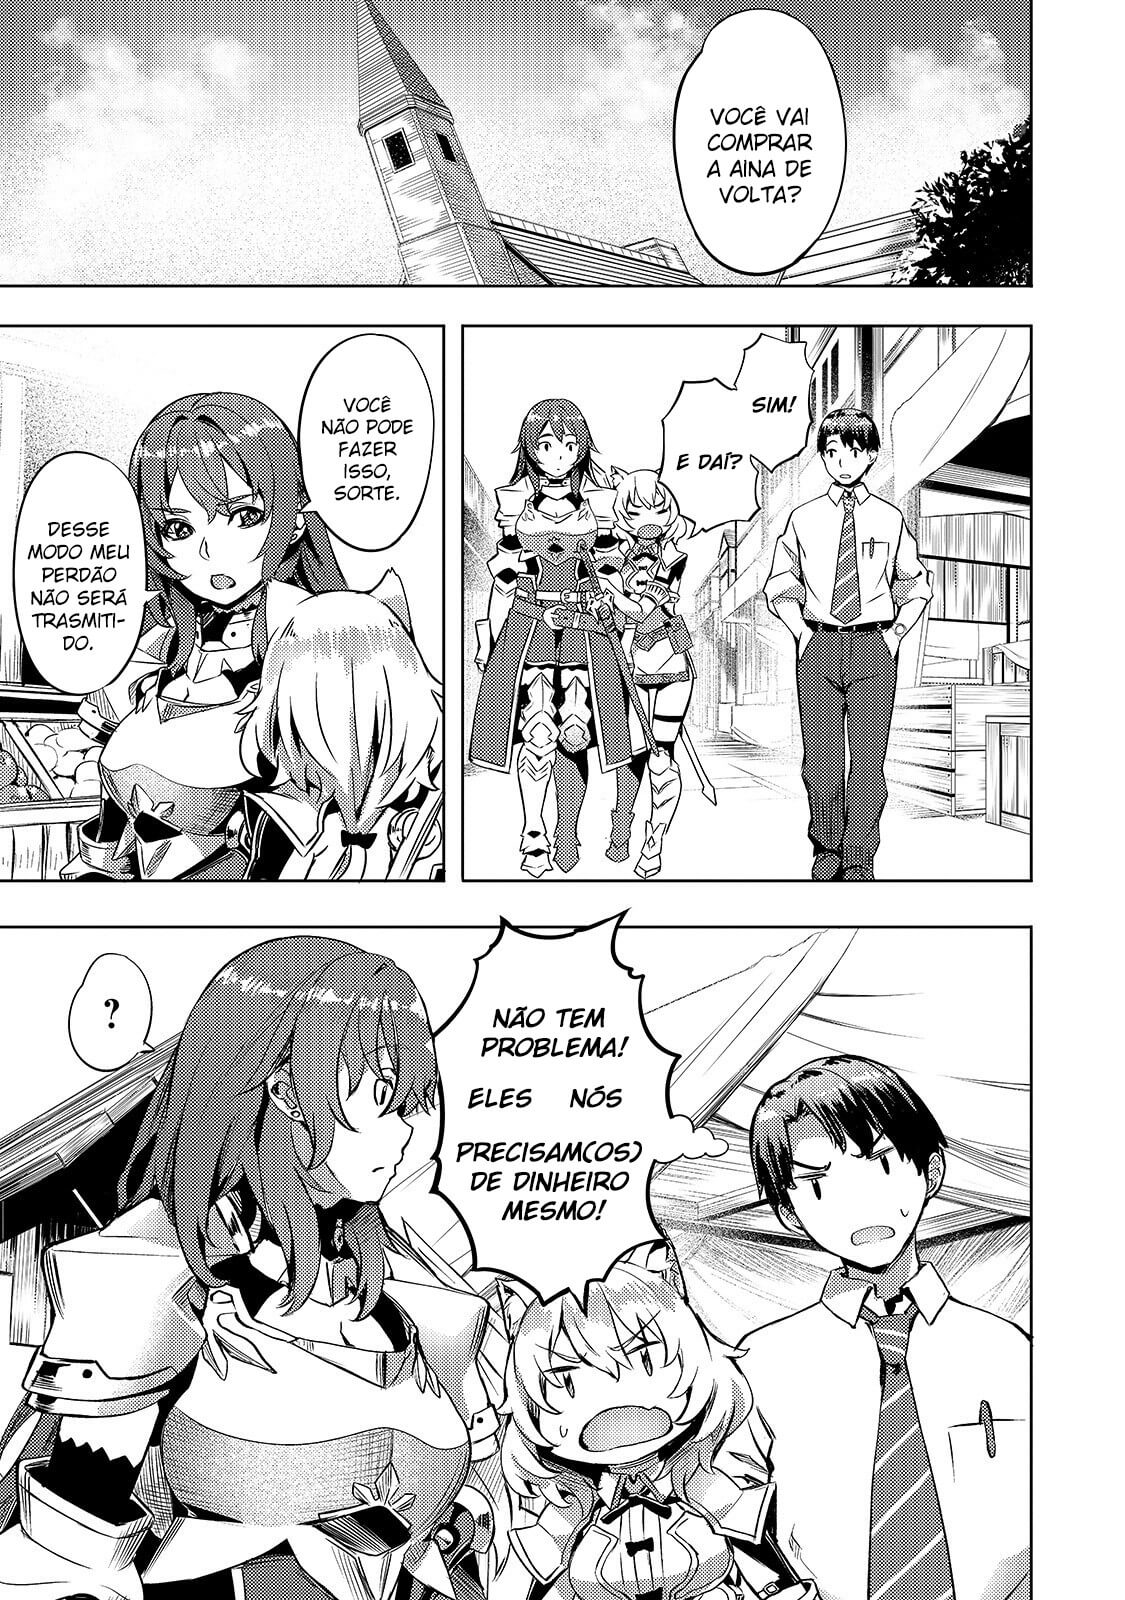 VOCÊ VAI
COMPRAR
A AINA DE
VOLTA?
SIM!
E DAÍ?
VOCÊ
NÃO PODE
FAZER
ISSO,
SORTE.
DESSE
MODO MEU
PERDÃO
NÃO SERÁ
TRASMITI-
DO.
NÃO TEM
PROBLEMA!
ELES NÓS
PRECISAM(OS)
DE DINHEIRO
MESMO!
?